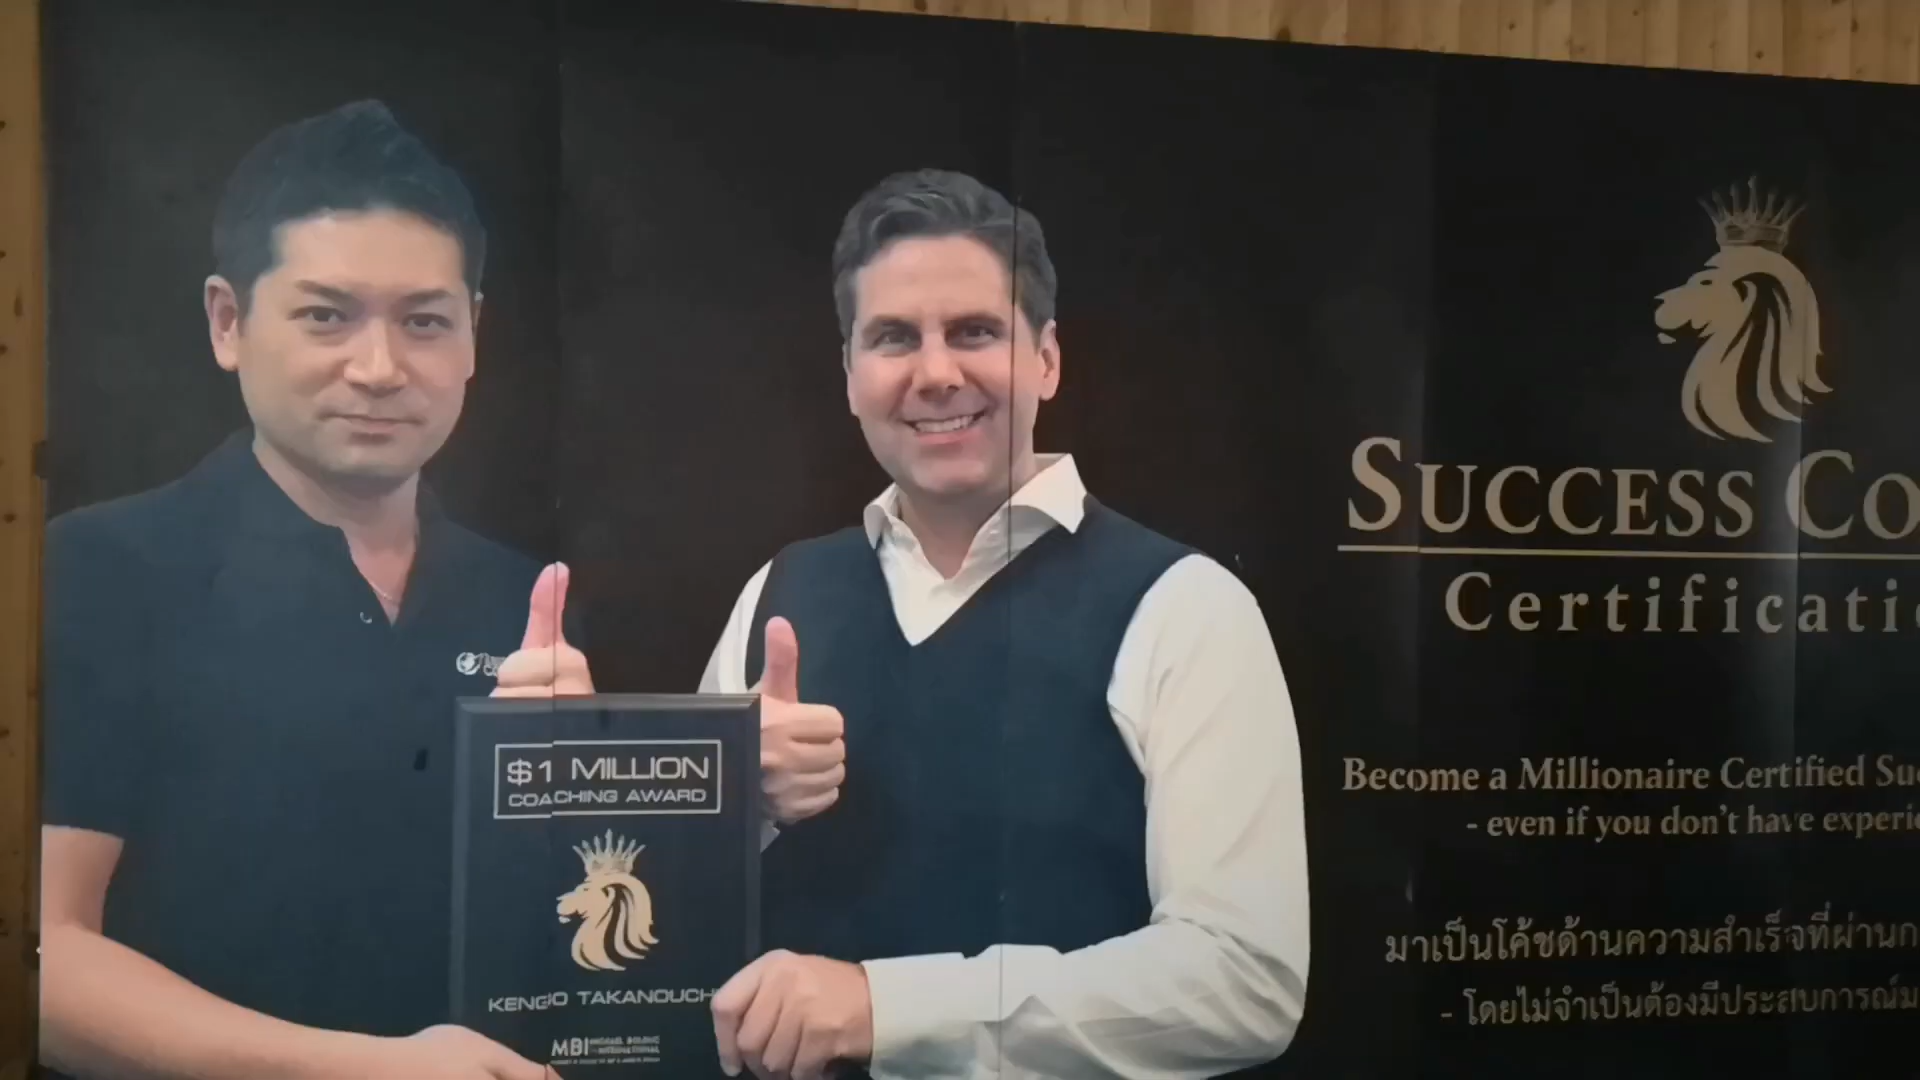 $1 MILLION
COACHING AWARD
KENGO TAKANOUCH
MBI
INTERNATIONAL
SUCCESS CO
Certificati
Become a Millionaire Certified Su
- even if you don't have experie
มาเป็นโค้ชด้านความสำเร็จที่ผ่านก
- โดยไม่จำเป็นต้องมีประสบการณ์ม